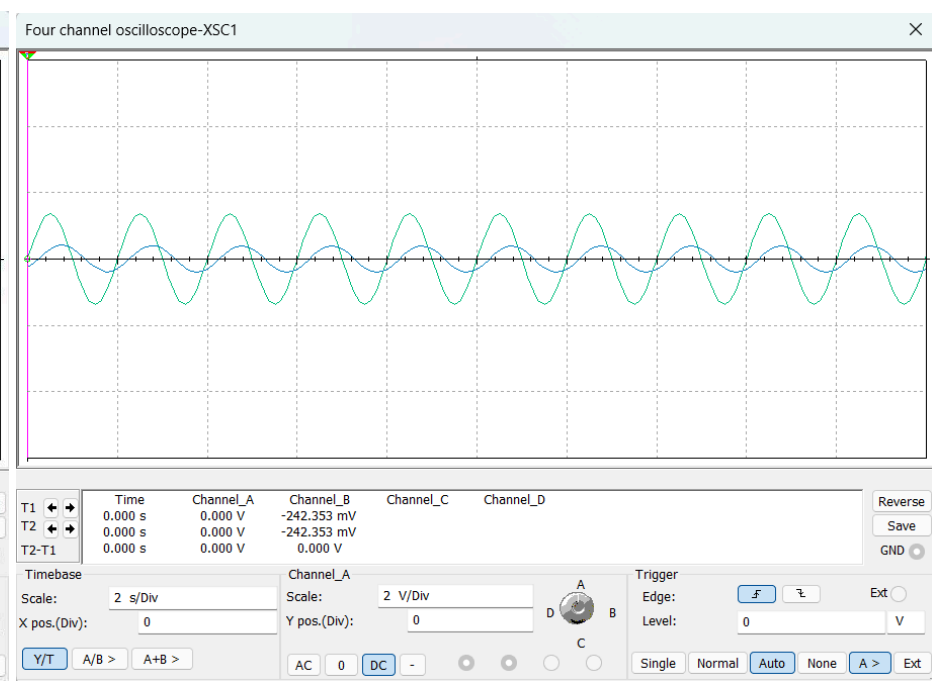 Four channel oscilloscope-XSC1
Time Channel_A Channel_B Channel_C Channel_D
T1 0.000 s 0.000 V -242.353 mV
T2 0.000 s 0.000 V -242.353 mV
T2-T1 0.000 s 0.000 V 0.000 V
Reverse
Save
GND
Timebase
Scale: 2 s/Div
X pos.(Div): 0
Y/T A/B > A+B >
Channel_A
Scale: 2 V/Div
Y pos.(Div): 0
AC 0 DC -
A
D B
C
Trigger
Edge: Ext
Level: 0 V
Single Normal Auto None A > Ext